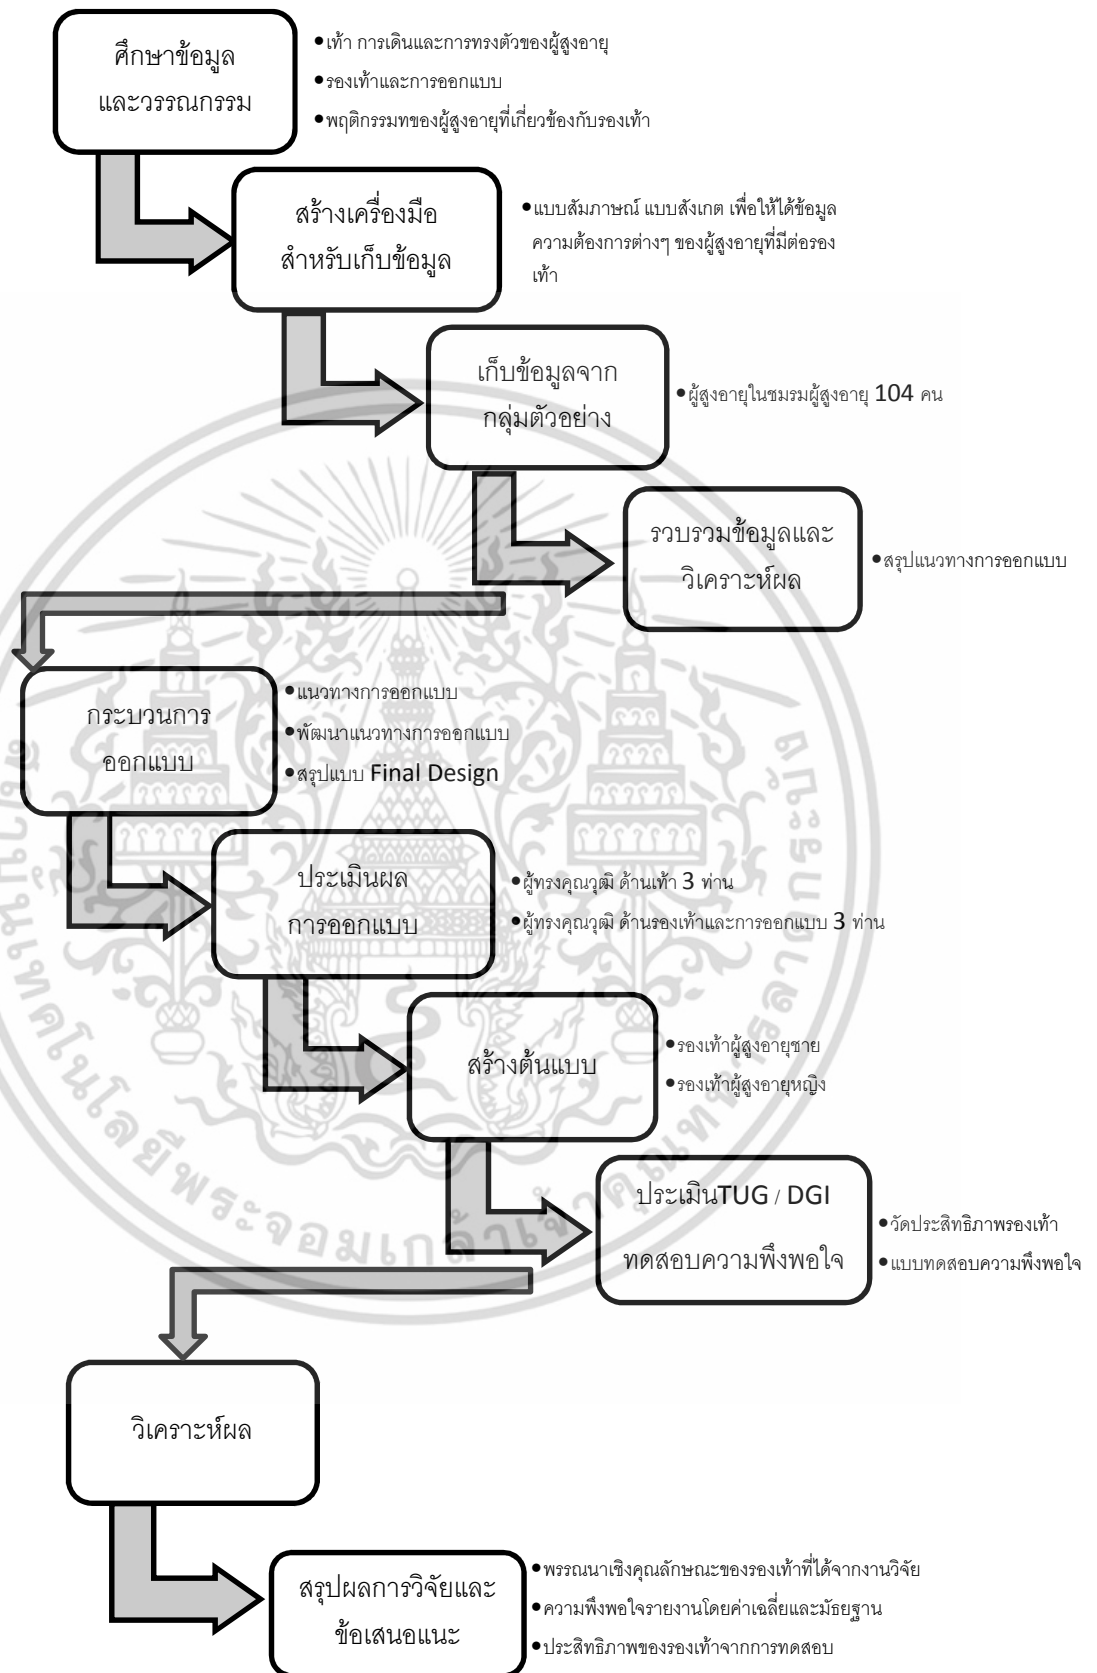 ศึกษาข้อมูล
และวรรณกรรม
•เท้า การเดินและการทรงตัวของผู้สูงอายุ
•รองเท้าและการออกแบบ
•พฤติกรรมทของผู้สูงอายุที่เกี่ยวข้องกับรองเท้า
สร้างเครื่องมือ
สำหรับเก็บข้อมูล
•แบบสัมภาษณ์ แบบสังเกต เพื่อให้ได้ข้อมูล
ความต้องการต่างๆ ของผู้สูงอายุที่มีต่อรอง
เท้า
เก็บข้อมูลจาก
กลุ่มตัวอย่าง
•ผู้สูงอายุในชมรมผู้สูงอายุ 104 คน
รวบรวมข้อมูลและ
วิเคราะห์ผล
•สรุปแนวทางการออกแบบ
กระบวนการ
ออกแบบ
•แนวทางการออกแบบ
•พัฒนาแนวทางการออกแบบ
•สรุปแบบ Final Design
ประเมินผล
การออกแบบ
•ผู้ทรงคุณวุฒิ ด้านเท้า 3 ท่าน
•ผู้ทรงคุณวุฒิ ด้านรองเท้าและการออกแบบ 3 ท่าน
สร้างต้นแบบ
•รองเท้าผู้สูงอายุชาย
•รองเท้าผู้สูงอายุหญิง
ประเมินTUG / DGI
ทดสอบความพึงพอใจ
•วัดประสิทธิภาพรองเท้า
•แบบทดสอบความพึงพอใจ
วิเคราะห์ผล
สรุปผลการวิจัยและ
ข้อเสนอแนะ
•พรรณนาเชิงคุณลักษณะของรองเท้าที่ได้จากงานวิจัย
•ความพึงพอใจรายงานโดยค่าเฉลี่ยและมัธยฐาน
•ประสิทธิภาพของรองเท้าจากการทดสอบ